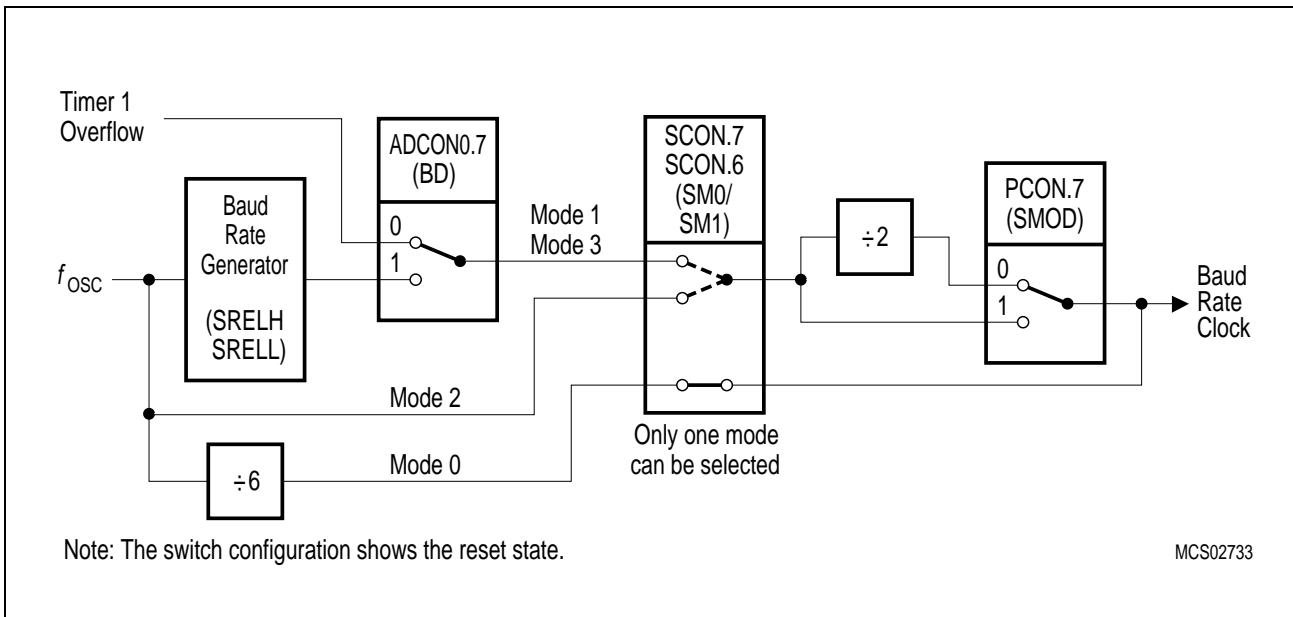 Timer 1
Overflow
ADCON0.7
(BD)
0
1
Baud
Rate
Generator
(SRELH
SRELL)
fOSC
Mode 1
Mode 3
Mode 2
Mode 0
÷6
SCON.7
SCON.6
(SM0/
SM1)
Only one mode
can be selected
÷2
PCON.7
(SMOD)
0
1
Baud
Rate
Clock
Note: The switch configuration shows the reset state.
MCS02733